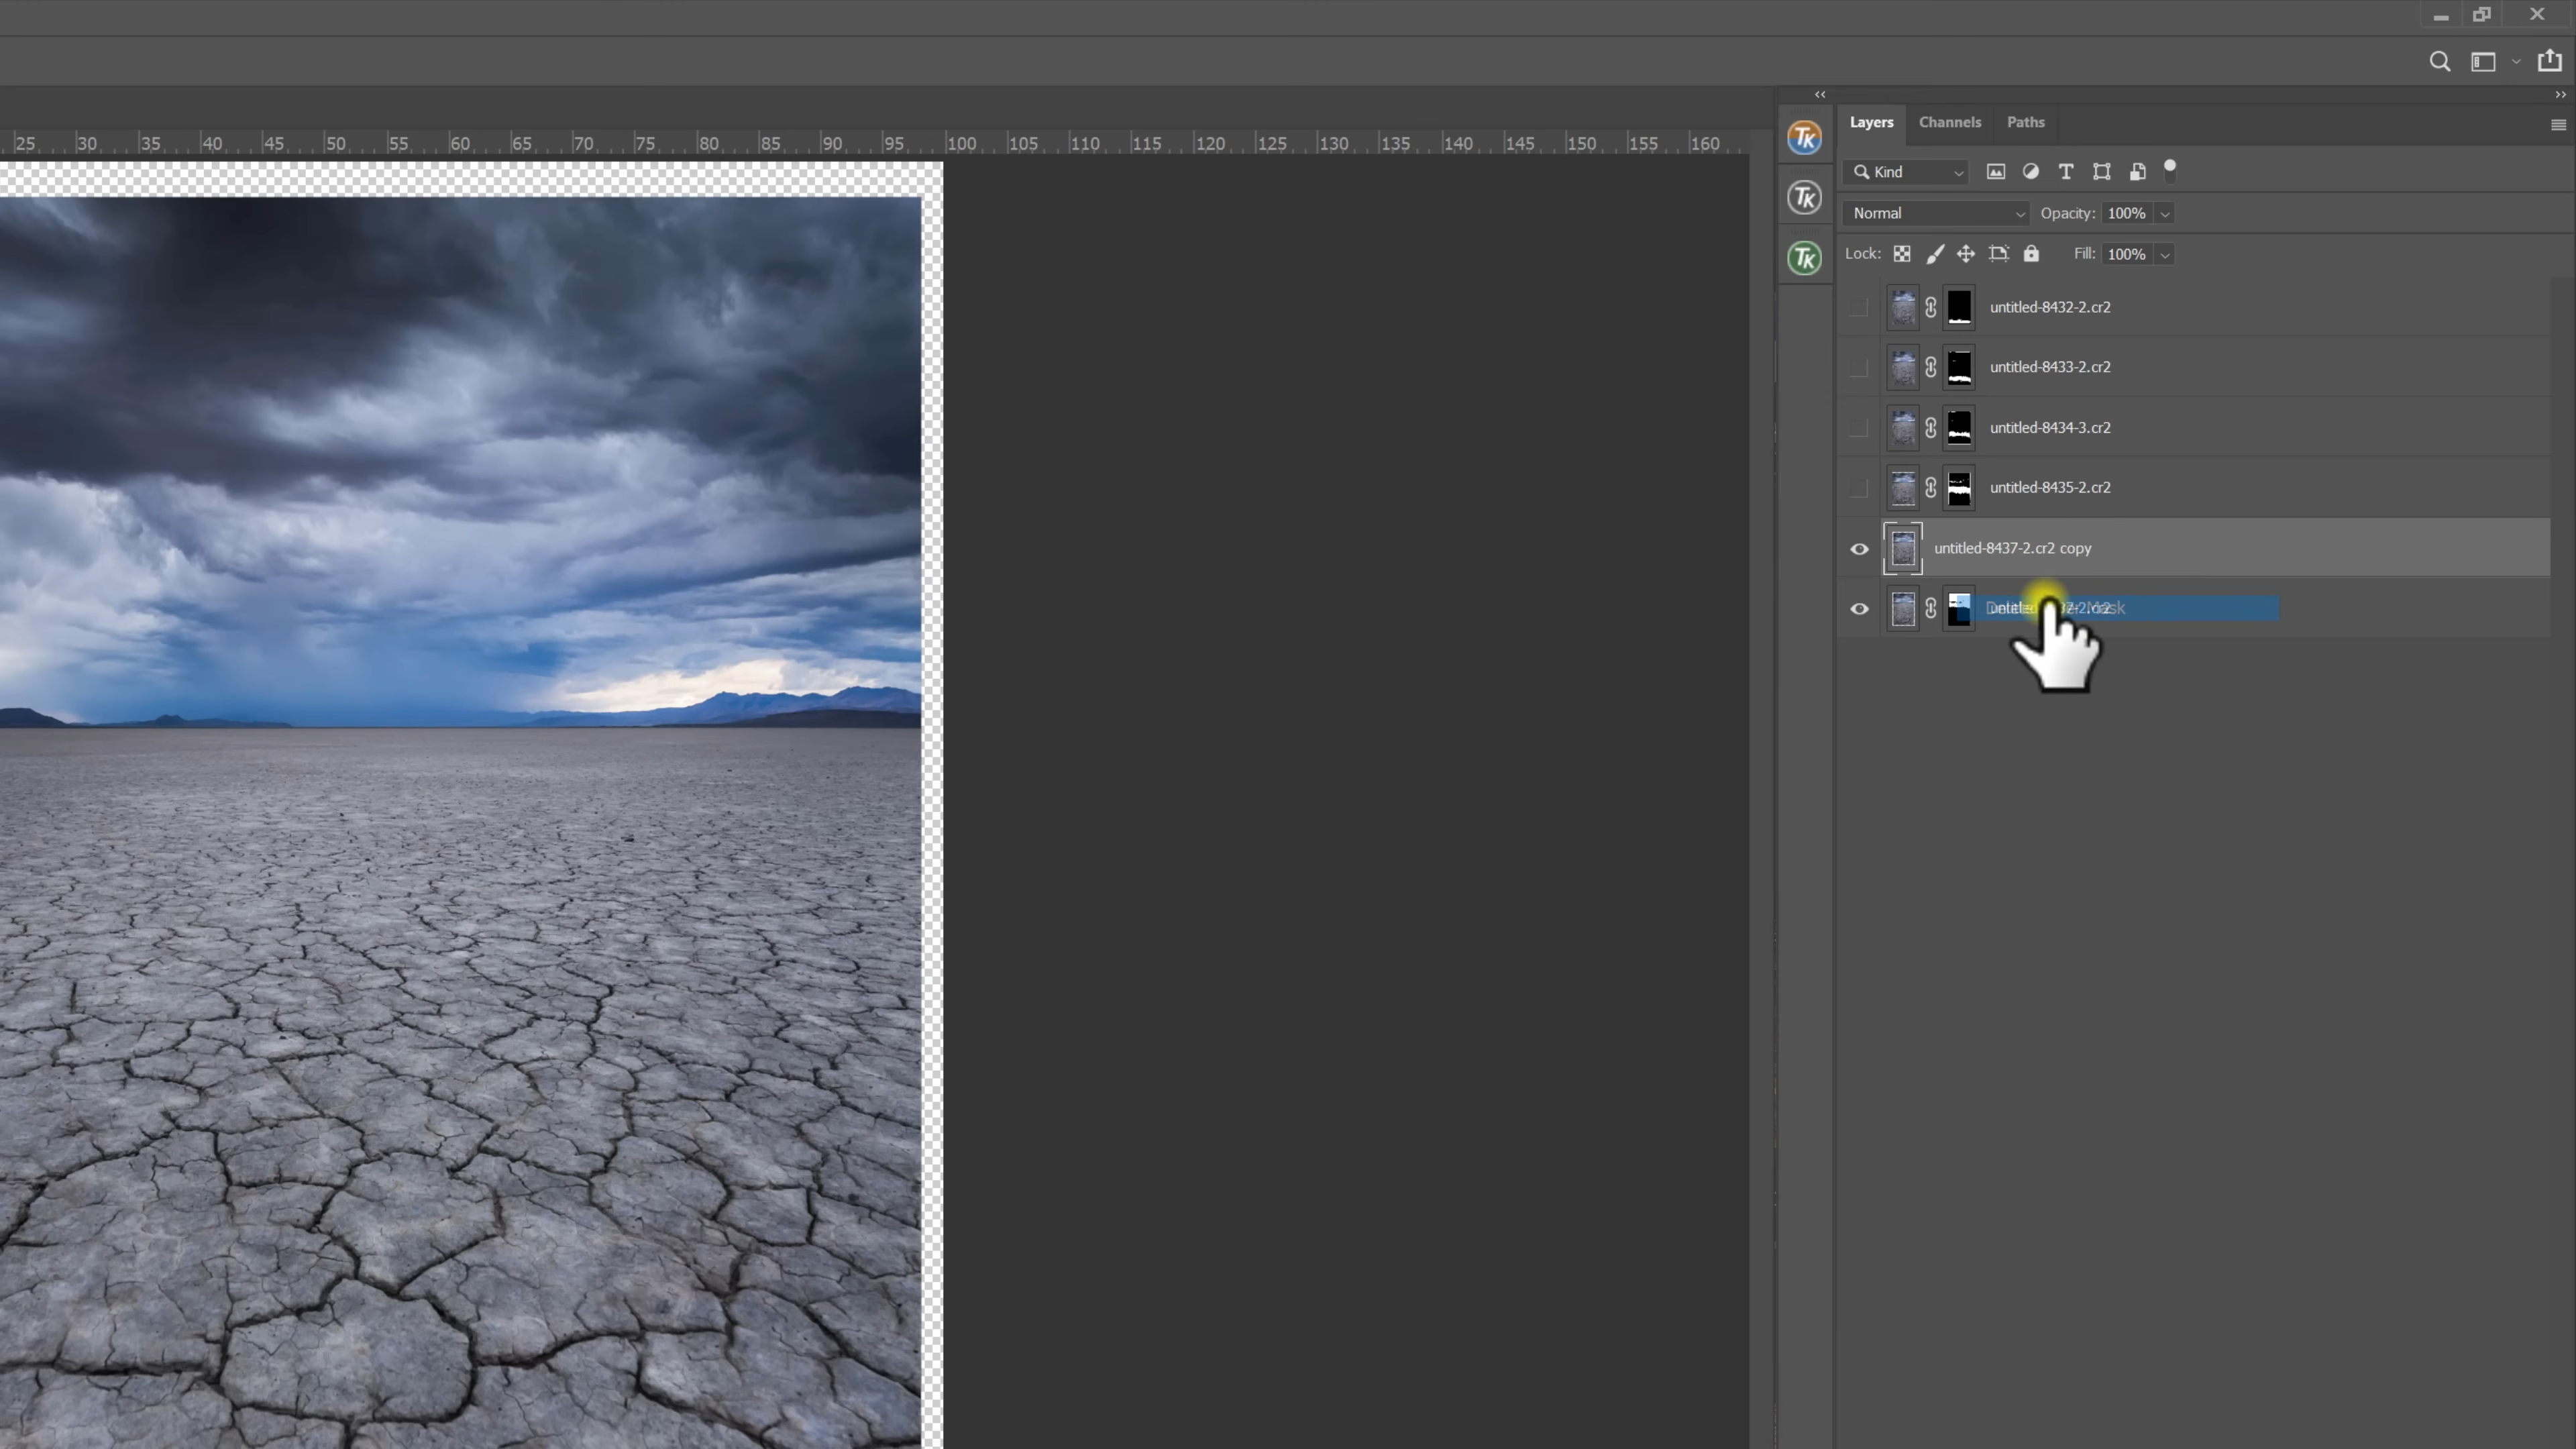 25 30 35 40 45 50 55 60 65 70 75 80 85 90 95 100 105 110 115 120 125 130 135 140 145 150 155 160
TK
TK
TK
Layers Channels Paths
Kind
Normal Opacity: 100%
Lock: Fill: 100%
untitled-8432-2.cr2
untitled-8433-2.cr2
untitled-8434-3.cr2
untitled-8435-2.cr2
untitled-8437-2.cr2 copy